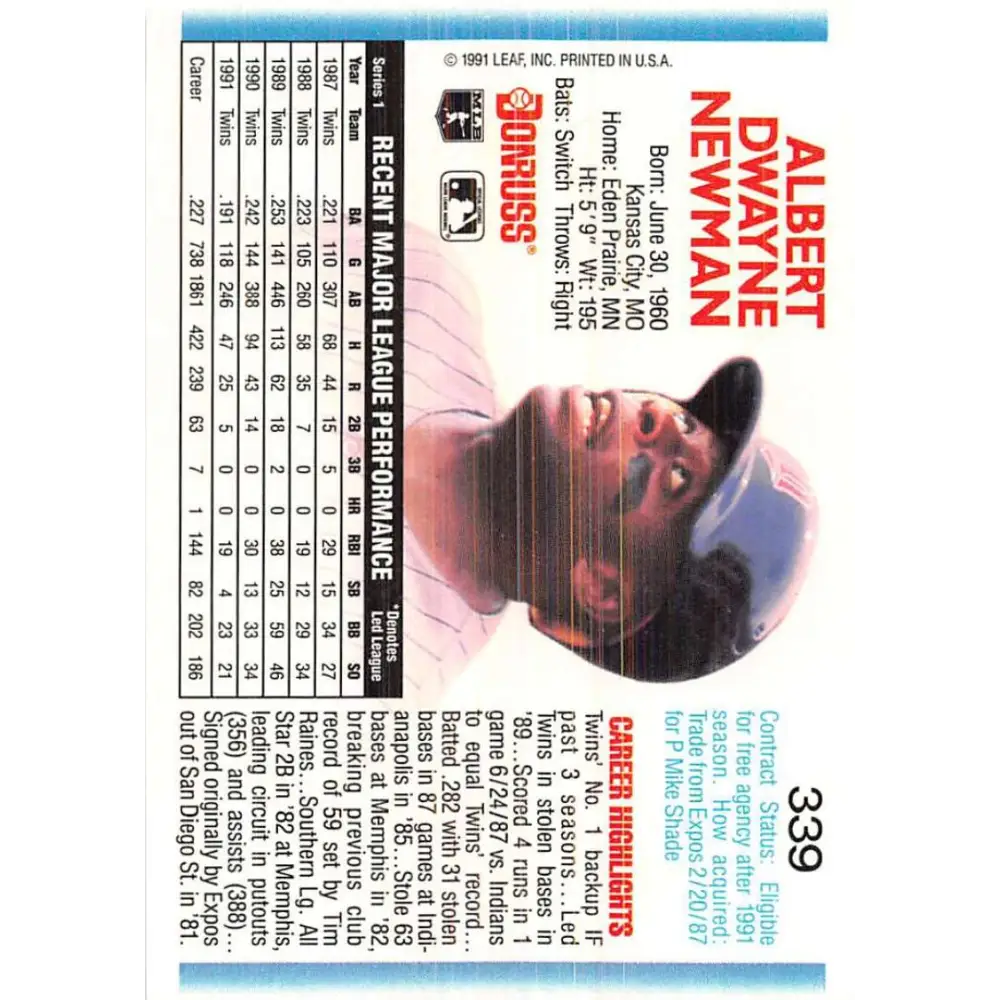 339
ALBERT
DWAYNE
NEWMAN
Born: June 30, 1960
Kansas City, MO
Home: Eden Prairie, MN
Ht: 5'9" Wt: 195
Bats: Switch Throws: Right
DONRUSS®
MLB
© 1991 LEAF, INC. PRINTED IN U.S.A.
Contract Status: Eligible
for free agency after 1991
season. How acquired:
Trade from Expos 2/20/87
for P Mike Shade
CAREER HIGHLIGHTS
Twins' No. 1 backup IF
past 3 seasons...Led
Twins in stolen bases in
'89...Scored 4 runs in 1
game 6/24/87 vs. Indians
to equal Twins' record...
Batted .282 with 31 stolen
bases in 87 games at Indi-
anapolis in '85...Stole 63
bases at Memphis in '82,
breaking previous club
record of 59 set by Tim
Raines...Southern Lg. All
Star 2B in '82 at Memphis,
leading circuit in putouts
(356) and assists (388)...
Signed originally by Expos
out of San Diego St. in '81.
Series 1 RECENT MAJOR LEAGUE PERFORMANCE *Denotes
Led League
Year Team BA G AB H R 2B 3B HR RBI SB BB SO
1987 Twins .221 110 307 68 44 15 5 0 29 15 34 27
1988 Twins .223 105 260 58 35 7 0 0 19 12 29 34
1989 Twins .253 141 446 113 62 18 2 0 38 25 59 46
1990 Twins .242 144 388 94 43 14 0 0 30 13 33 34
1991 Twins .191 118 246 47 25 5 0 0 19 4 23 21
Career .227 738 1861 422 239 63 7 1 144 82 202 186